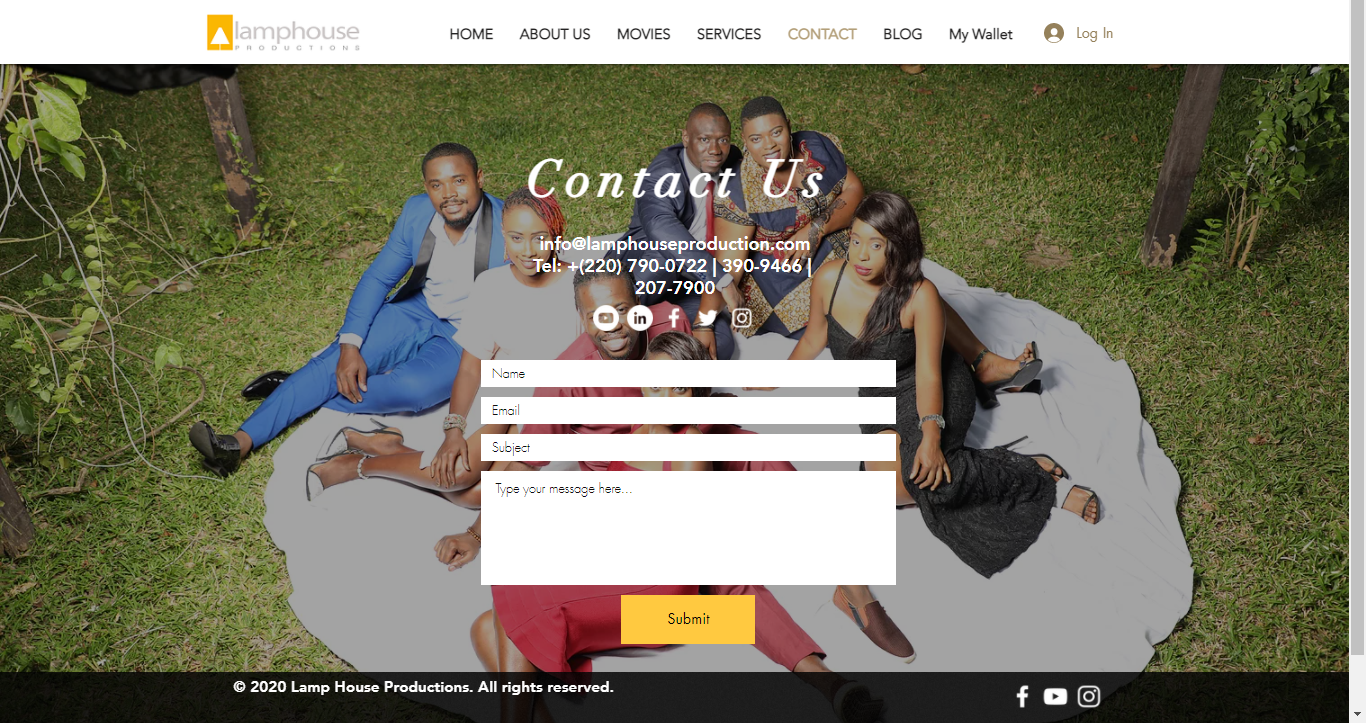 lamphouse
PRODUCTIONS
HOME ABOUT US MOVIES SERVICES CONTACT BLOG My Wallet Log In
Contact Us
info@lamphouseproduction.com
Tel: +(220) 790-0722 | 390-9466 |
207-7900
Name
Email
Subject
Type your message here...
Submit
© 2020 Lamp House Productions. All rights reserved.